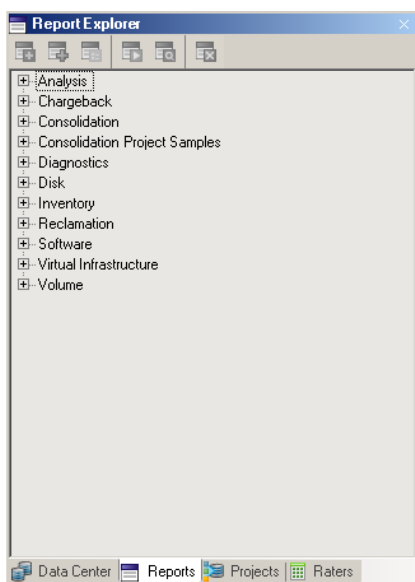 Report Explorer
Analysis
Chargeback
Consolidation
Consolidation Project Samples
Diagnostics
Disk
Inventory
Reclamation
Software
Virtual Infrastructure
Volume
Data Center Reports Projects Raters